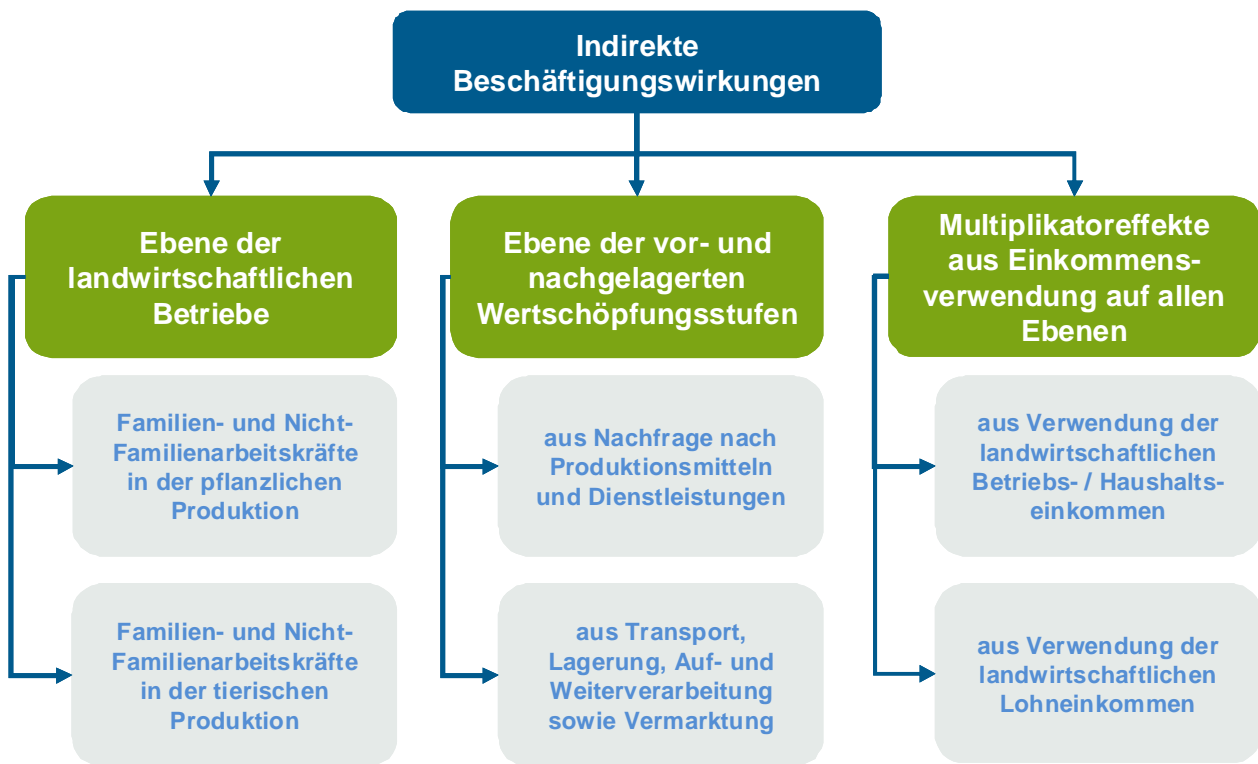 Indirekte
Beschäftigungswirkungen
Ebene der
landwirtschaftlichen
Betriebe
Familien- und Nicht-
Familienarbeitskräfte
in der pflanzlichen
Produktion
Familien- und Nicht-
Familienarbeitskräfte
in der tierischen
Produktion
Ebene der vor- und
nachgelagerten
Wertschöpfungsstufen
aus Nachfrage nach
Produktionsmitteln
und Dienstleistungen
aus Transport,
Lagerung, Auf- und
Weiterverarbeitung
sowie Vermarktung
Multiplikatoreffekte
aus Einkommens-
verwendung auf allen
Ebenen
aus Verwendung der
landwirtschaftlichen
Betriebs- / Haushalts-
einkommen
aus Verwendung der
landwirtschaftlichen
Lohneinkommen